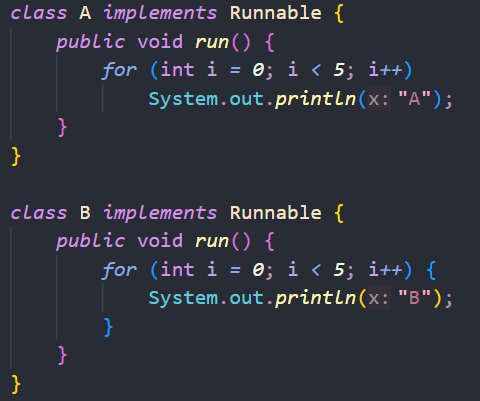 class A implements Runnable {
    public void run() {
        for (int i = 0; i < 5; i++)
            System.out.println(x: "A");
    }
}

class B implements Runnable {
    public void run() {
        for (int i = 0; i < 5; i++) {
            System.out.println(x: "B");
        }
    }
}